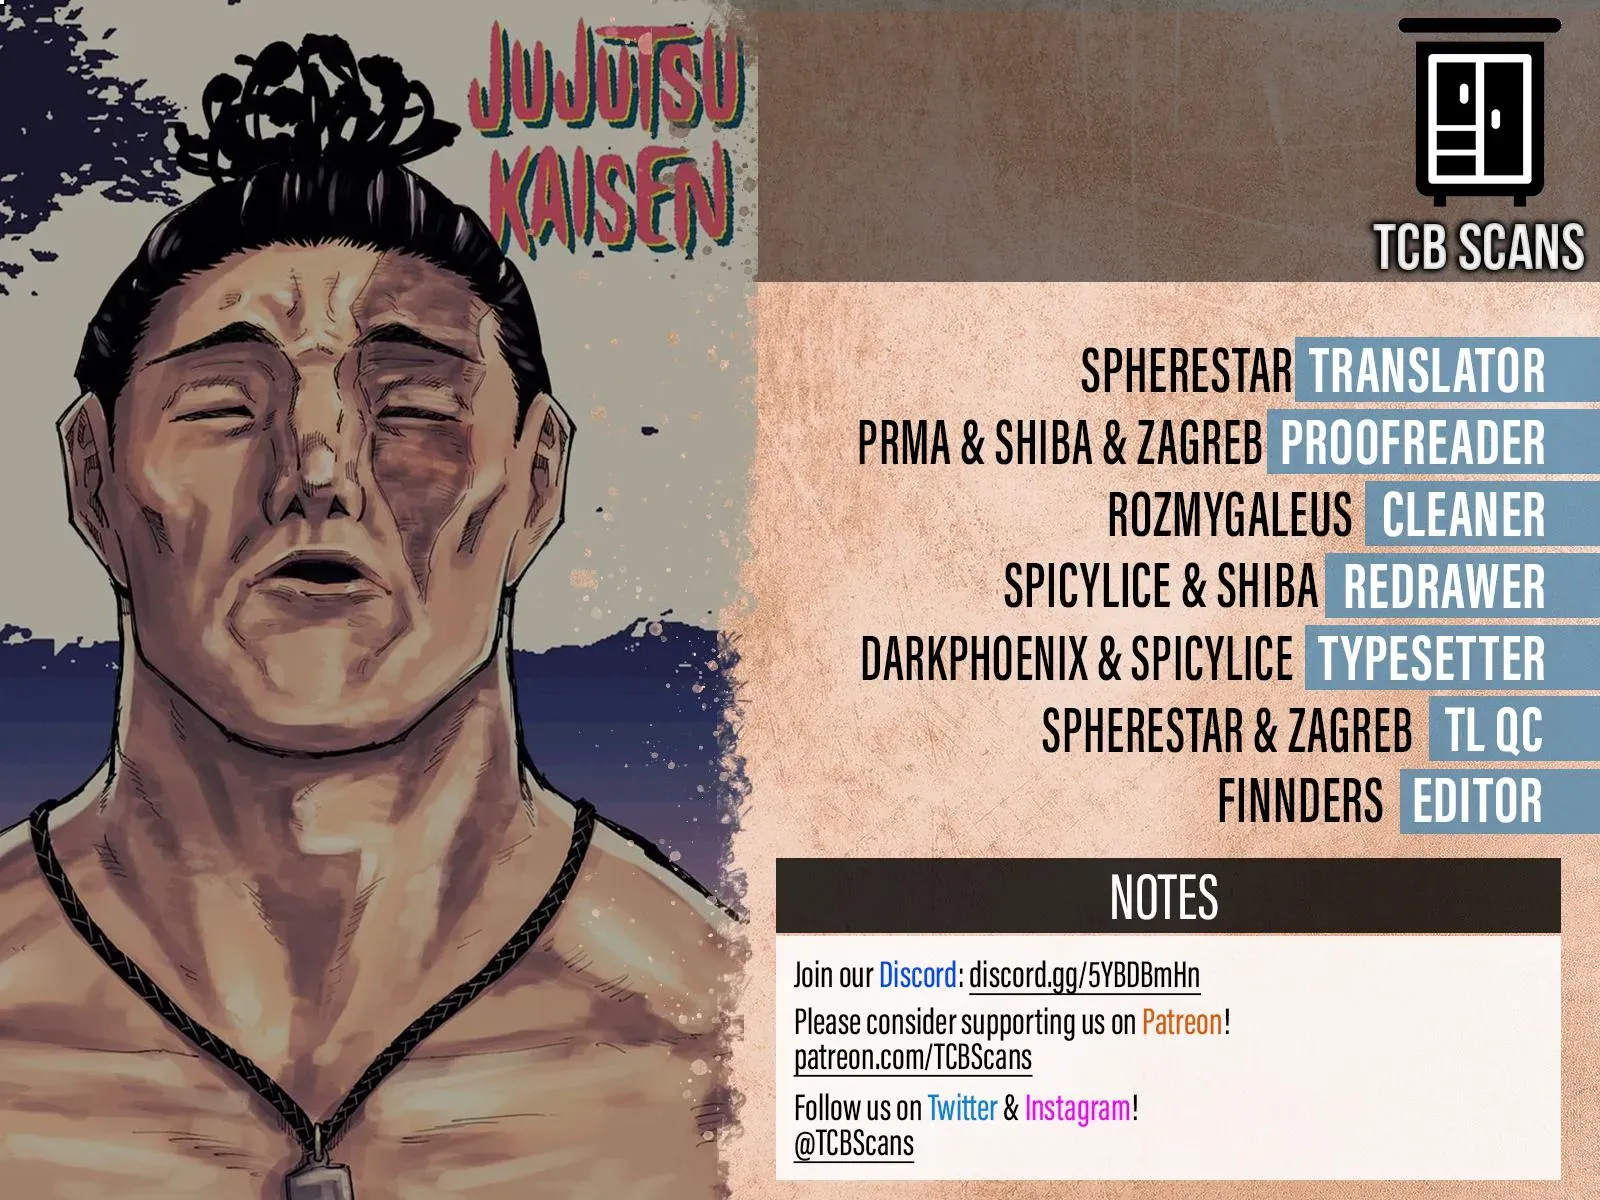 JUJUTSU
KAISEN
TCB SCANS
SPHERESTAR TRANSLATOR
PRMA & SHIBA & ZAGREB PROOFREADER
ROZMYGALEUS CLEANER
SPICYLICE & SHIBA REDRAWER
DARKPHOENIX & SPICYLICE TYPESETTER
SPHERESTAR & ZAGREB TL QC
FINNDERS EDITOR
NOTES
Join our Discord: discord.gg/5YBDBmHn
Please consider supporting us on Patreon!
patreon.com/TCBScans
Follow us on Twitter & Instagram!
@TCBScans